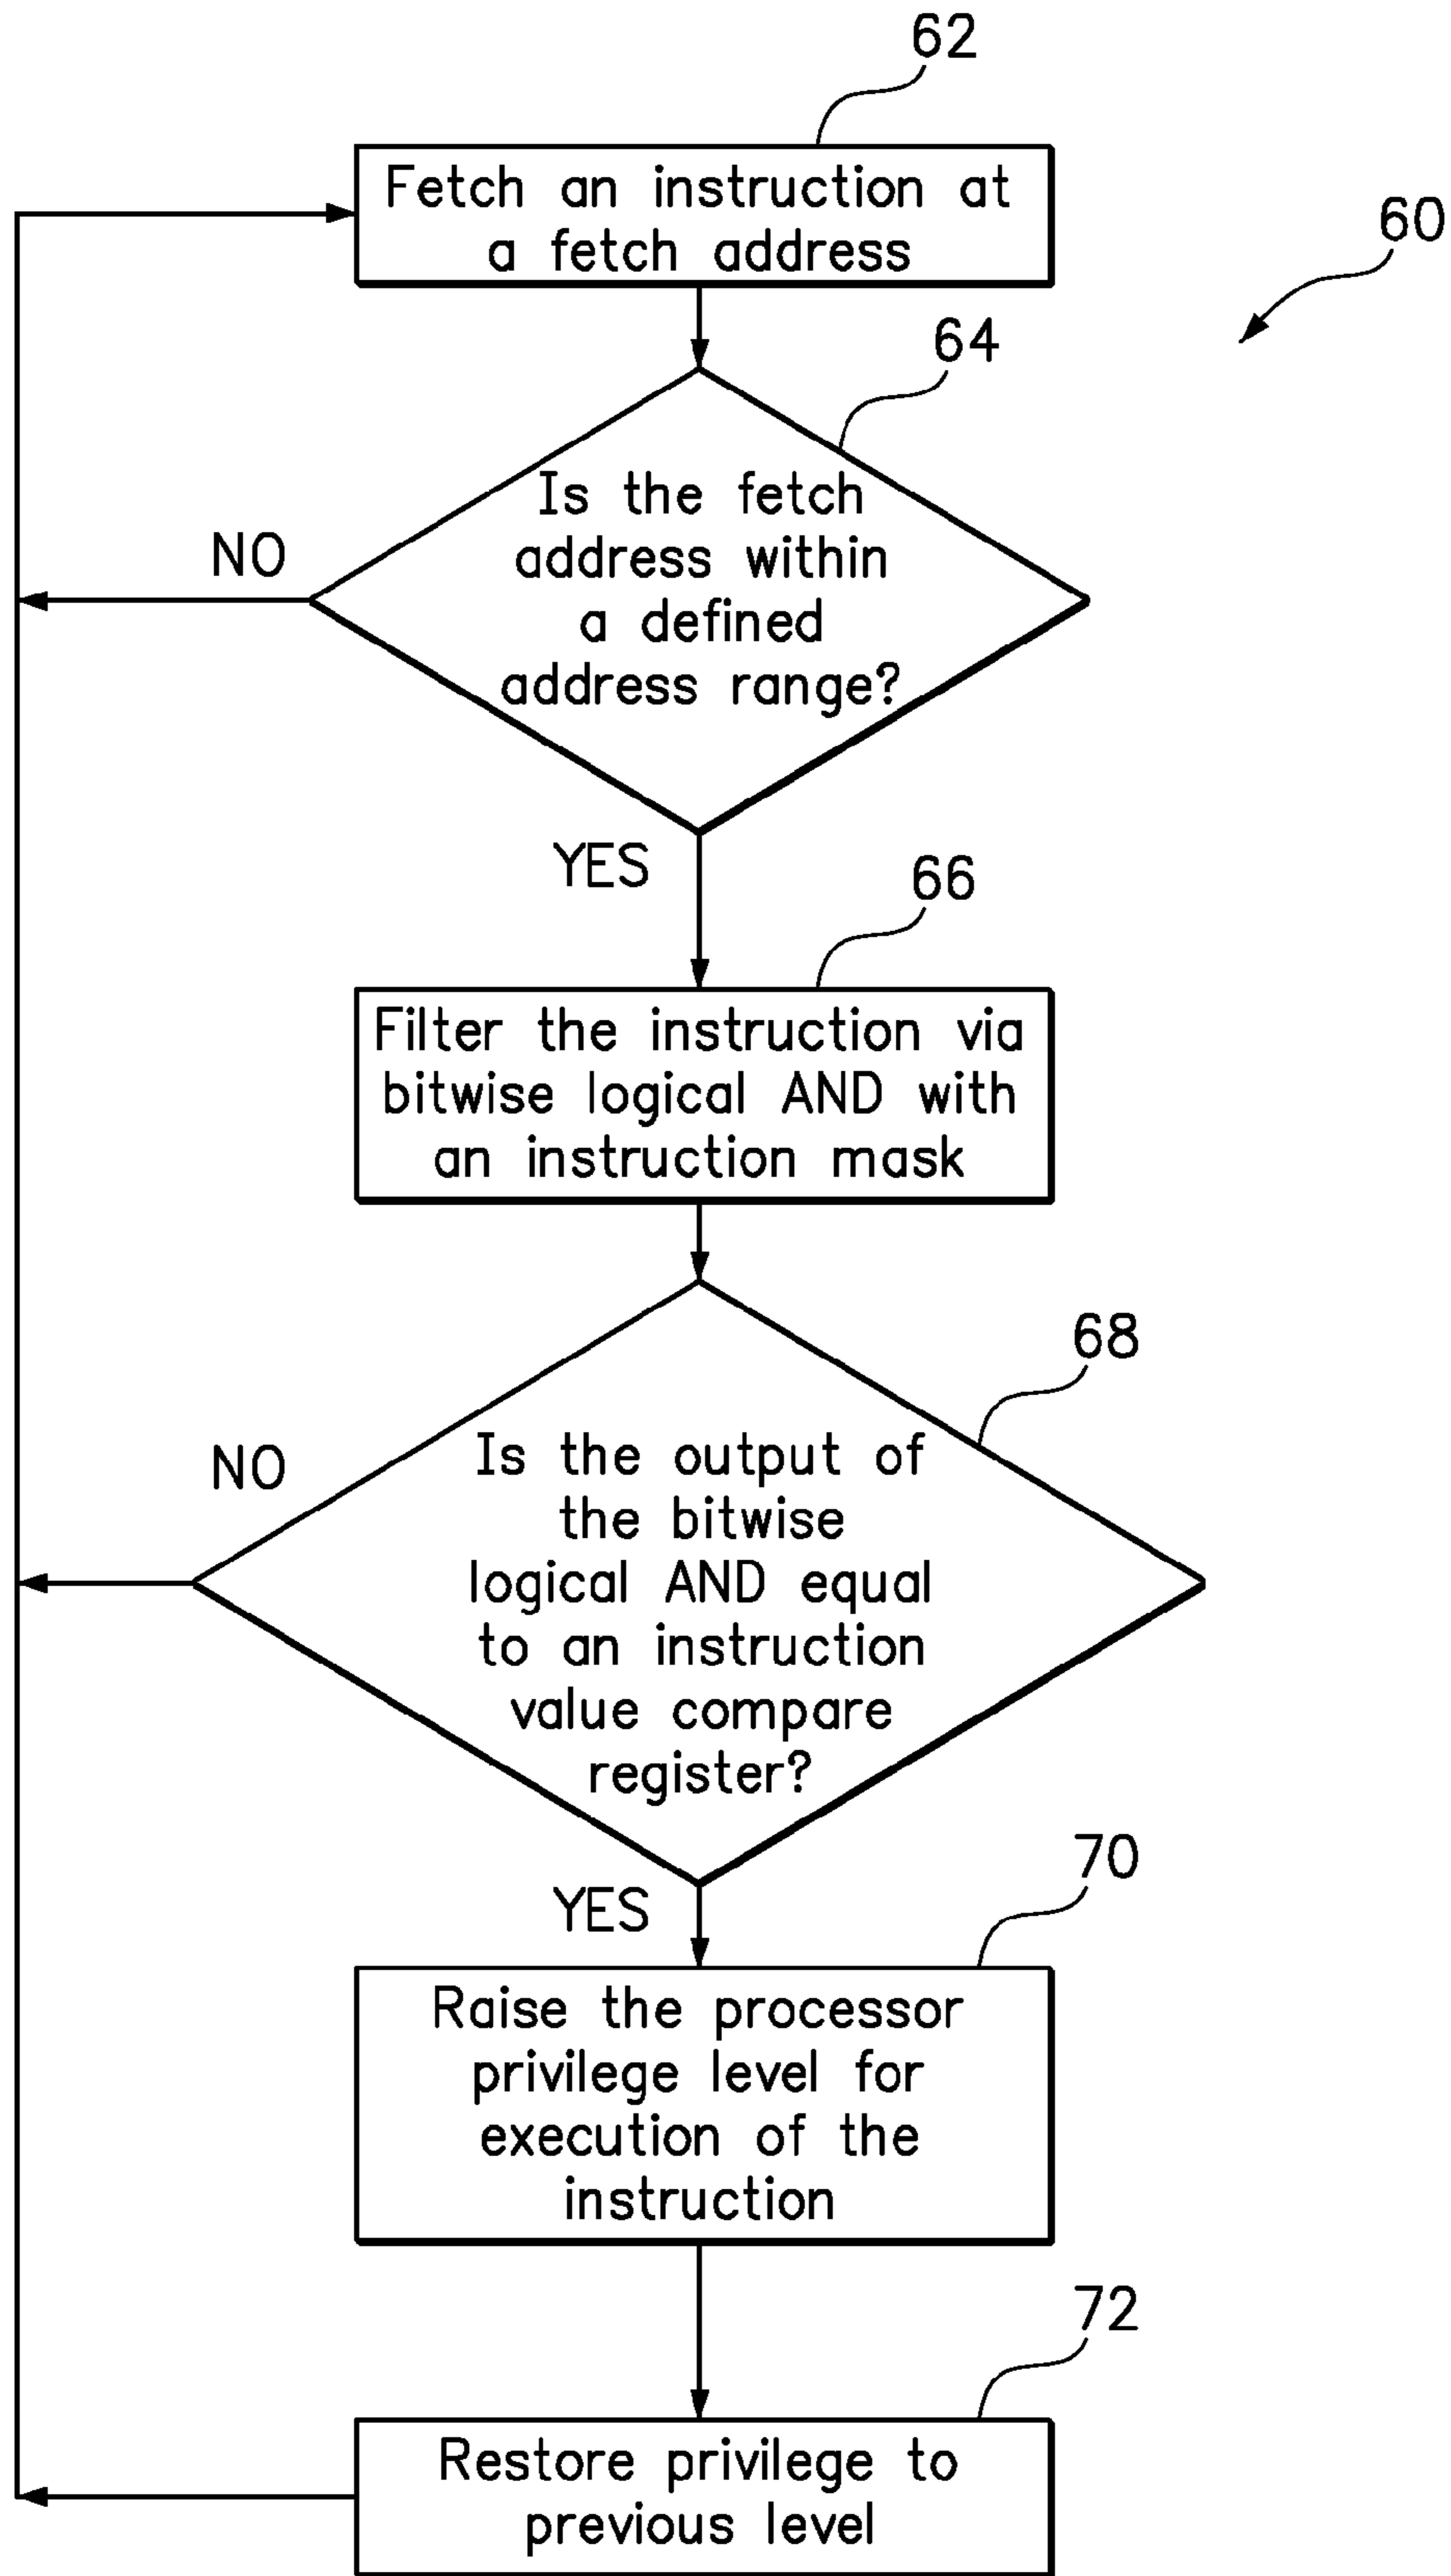 62
Fetch an instruction at
a fetch address
60
64
Is the fetch
address within
a defined
address range?
NO
YES
66
Filter the instruction via
bitwise logical AND with
an instruction mask
68
Is the output of
the bitwise
logical AND equal
to an instruction
value compare
register?
NO
YES
70
Raise the processor
privilege level for
execution of the
instruction
72
Restore privilege to
previous level